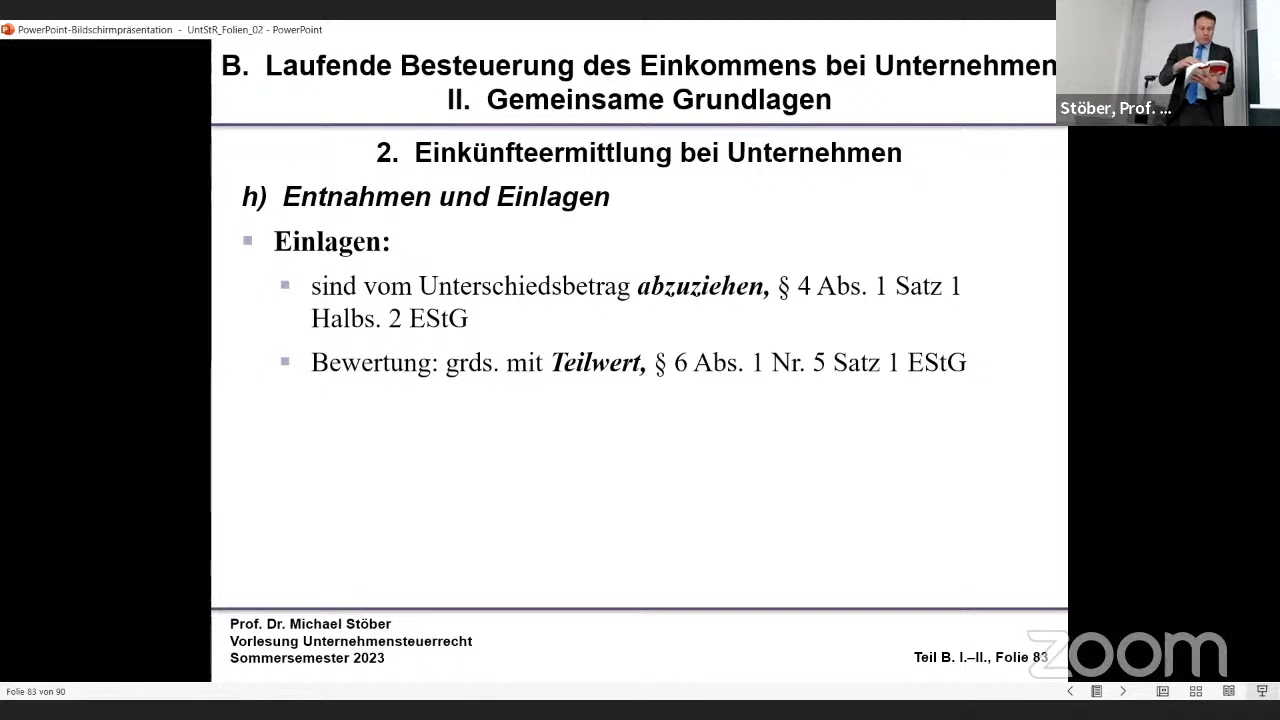 PowerPoint-Bildschirmpräsentation - UntStR_Folien_02 - PowerPoint
B. Laufende Besteuerung des Einkommens bei Unternehmen
II. Gemeinsame Grundlagen
Stöber, Prof. ...
2. Einkünfteermittlung bei Unternehmen
h) Entnahmen und Einlagen
Einlagen:
sind vom Unterschiedsbetrag abzuziehen, § 4 Abs. 1 Satz 1
Halbs. 2 EStG
Bewertung: grds. mit Teilwert, § 6 Abs. 1 Nr. 5 Satz 1 EStG
Prof. Dr. Michael Stöber
Vorlesung Unternehmensteuerrecht
Sommersemester 2023
Teil B. I.–II., Folie 83
zoom
Folie 83 von 90